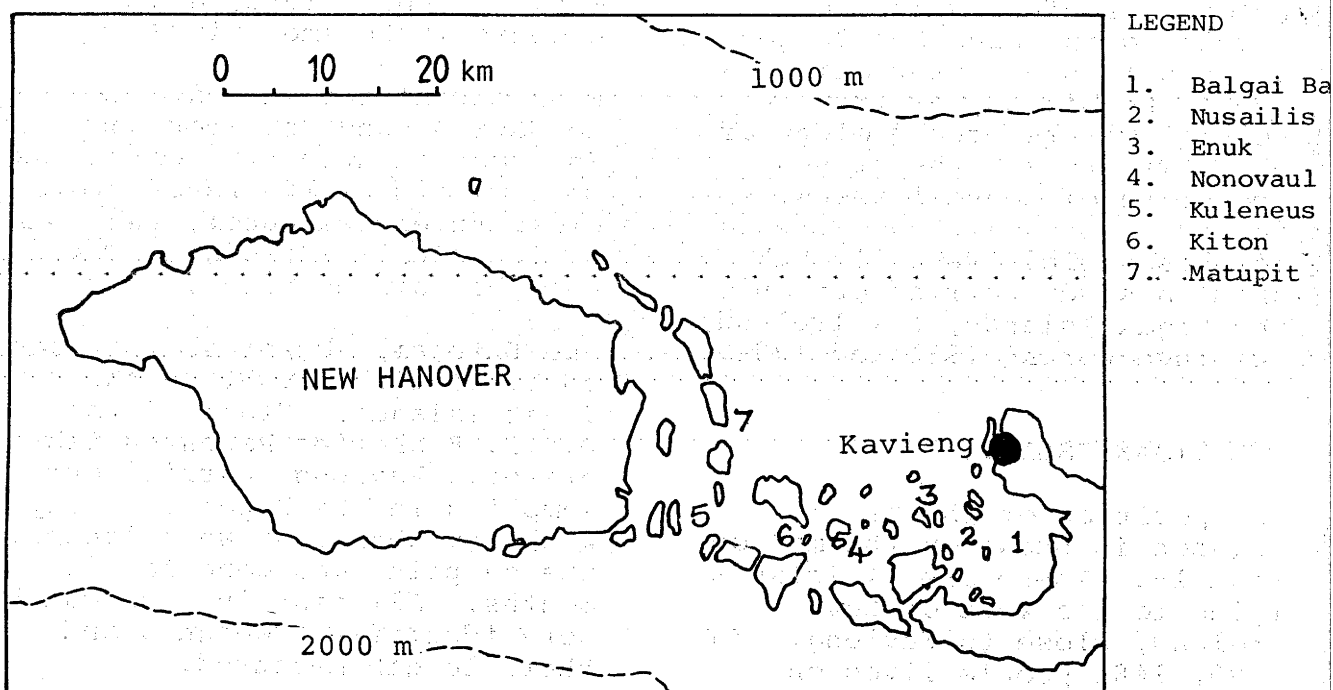 LEGEND
0 10 20 km
1000 m
1. Balgai Ba
2. Nusailis
3. Enuk
4. Nonovaul
5. Kuleneus
6. Kiton
7. Matupit
NEW HANOVER
7
Kavieng
3
5
6
4
2
1
2000 m